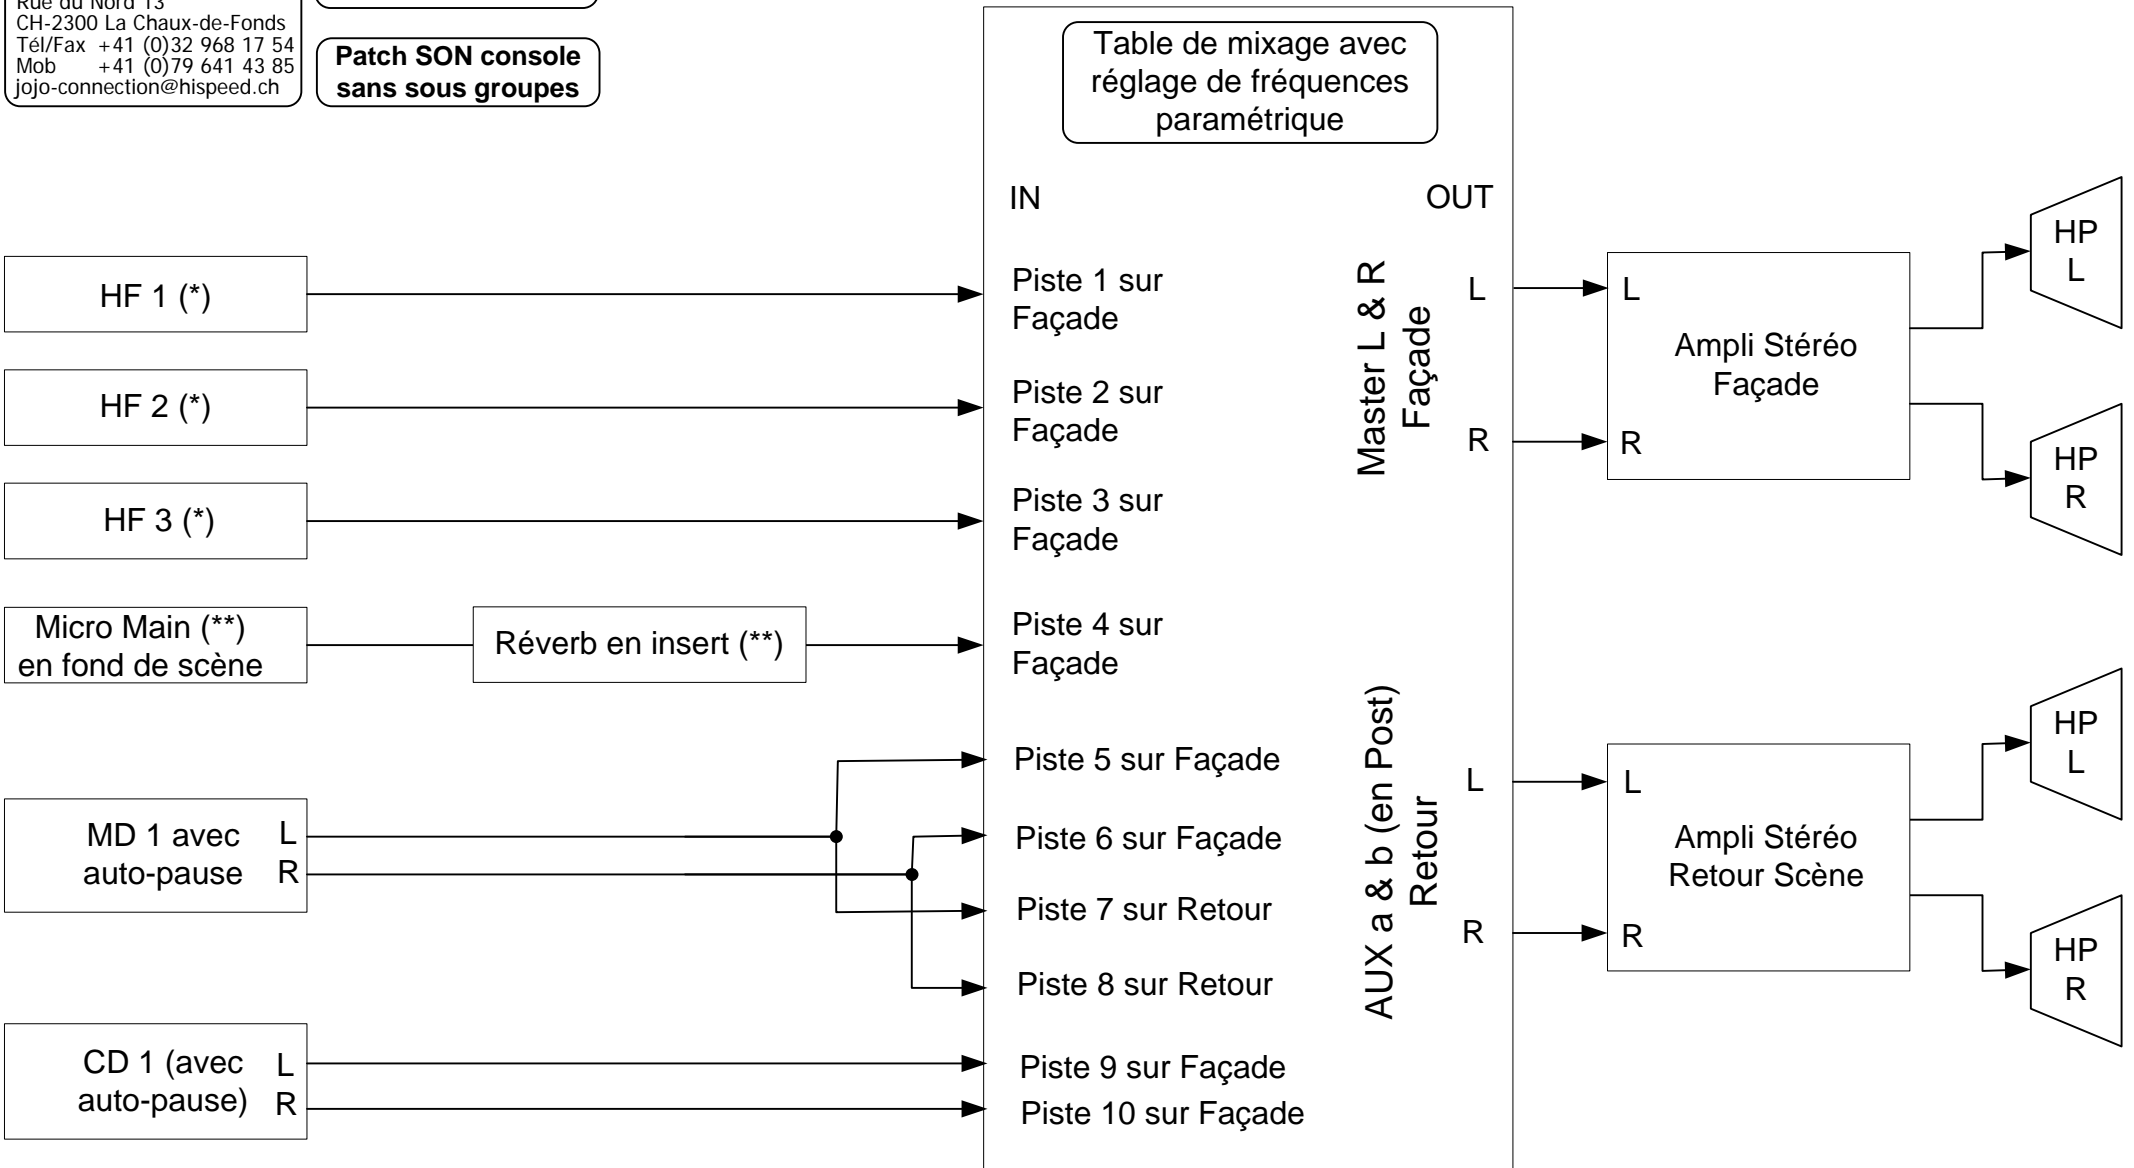 Rue du Nord 13
CH-2300 La Chaux-de-Fonds
Tél/Fax +41 (0)32 968 17 54
Mob +41 (0)79 641 43 85
jojo-connection@hispeed.ch
Patch SON console
sans sous groupes
Table de mixage avec
réglage de fréquences
paramétrique
IN
OUT
HF 1 (*)
HF 2 (*)
HF 3 (*)
Micro Main (**)
en fond de scène
Réverb en insert (**)
MD 1 avec
auto-pause
L
R
CD 1 (avec
auto-pause)
L
R
Piste 1 sur
Façade
Piste 2 sur
Façade
Piste 3 sur
Façade
Piste 4 sur
Façade
Piste 5 sur Façade
Piste 6 sur Façade
Piste 7 sur Retour
Piste 8 sur Retour
Piste 9 sur Façade
Piste 10 sur Façade
Master L & R
Façade
L
R
AUX a & b (en Post)
Retour
L
R
L
R
Ampli Stéréo
Façade
HP
L
HP
R
L
R
Ampli Stéréo
Retour Scène
HP
L
HP
R